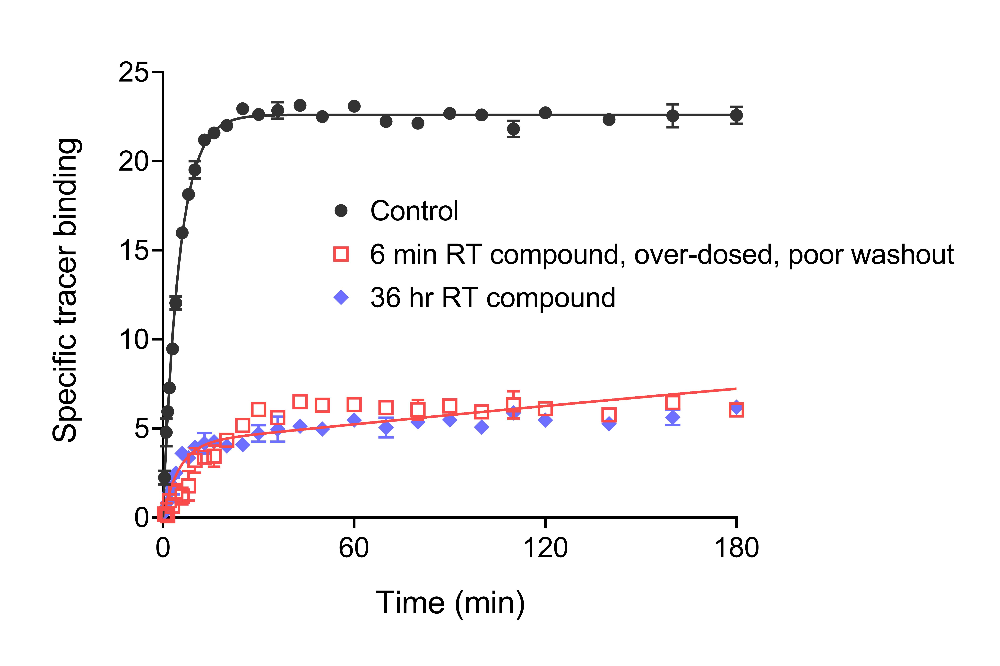 25
20
15
10
5
0
Specific tracer binding
Control
6 min RT compound, over-dosed, poor washout
36 hr RT compound
0 60 120 180
Time (min)